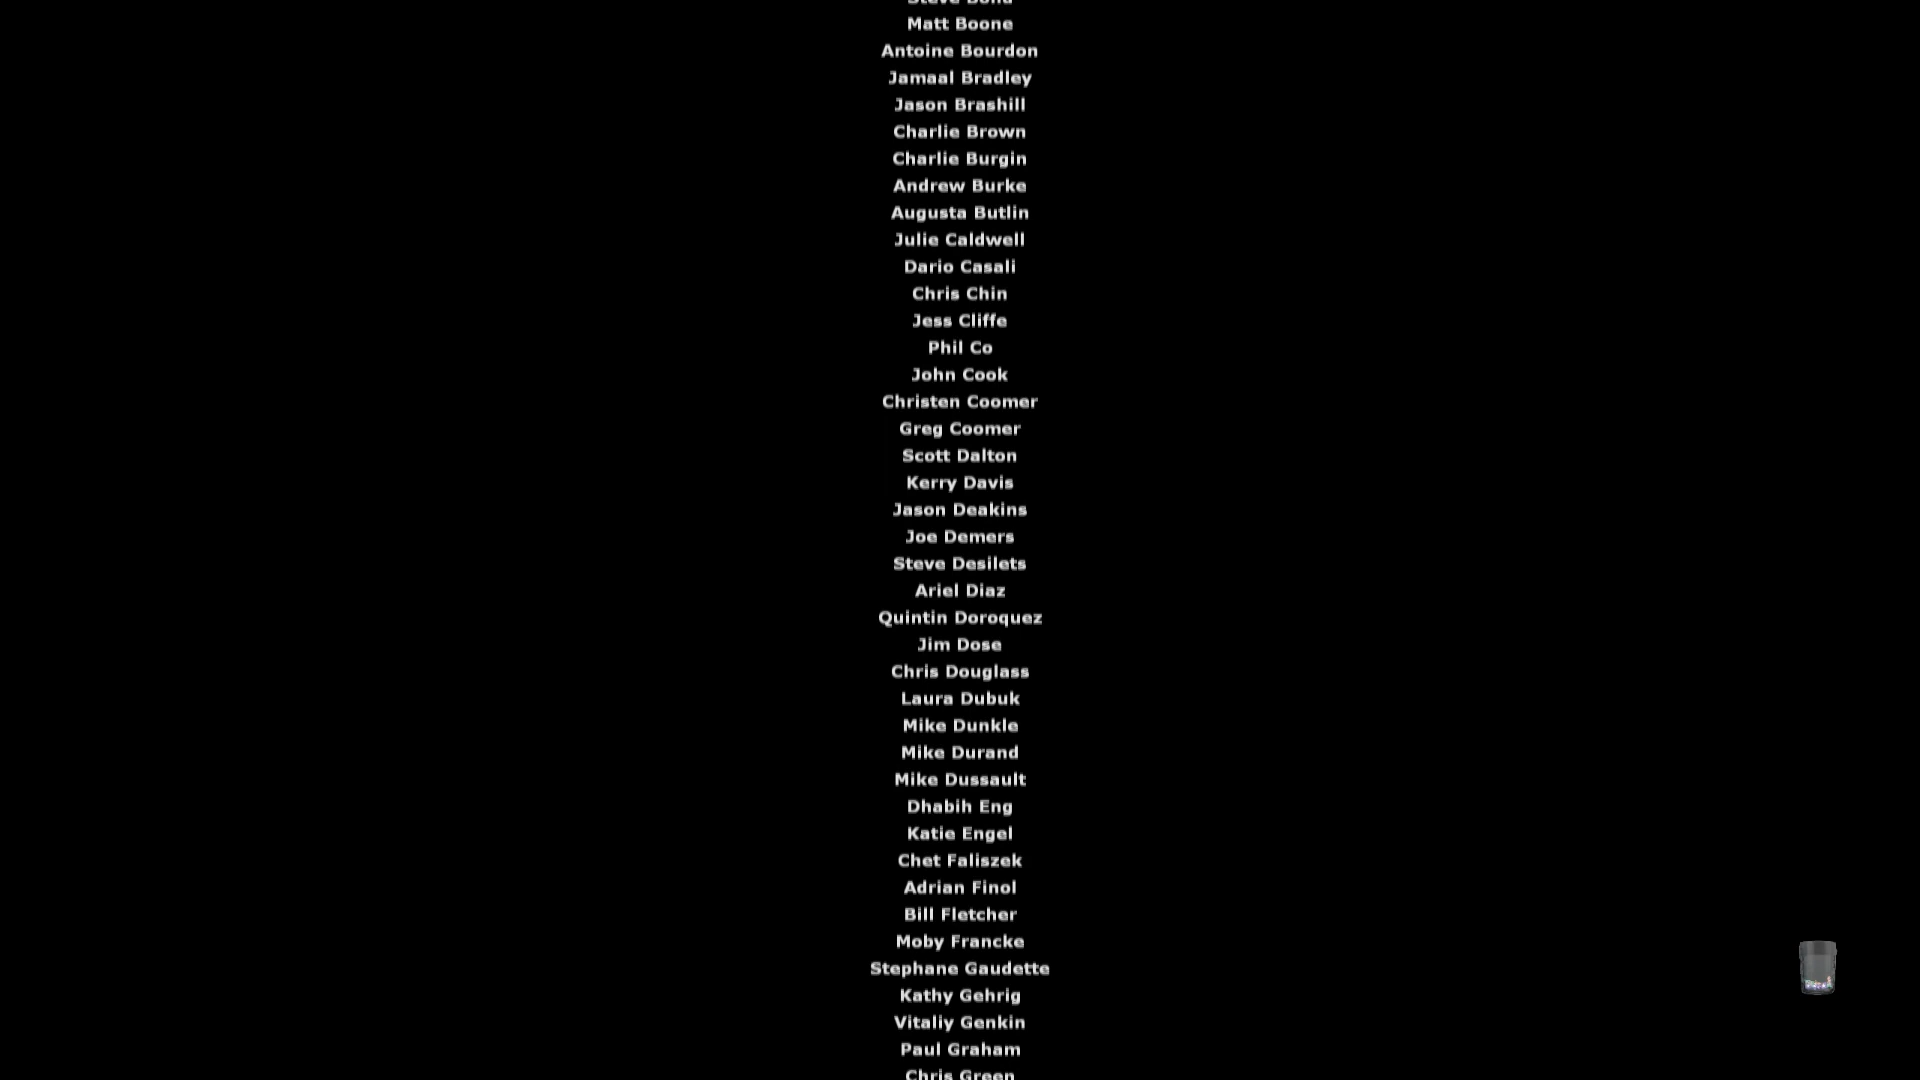 Steve Bond
Matt Boone
Antoine Bourdon
Jamaal Bradley
Jason Brashill
Charlie Brown
Charlie Burgin
Andrew Burke
Augusta Butlin
Julie Caldwell
Dario Casali
Chris Chin
Jess Cliffe
Phil Co
John Cook
Christen Coomer
Greg Coomer
Scott Dalton
Kerry Davis
Jason Deakins
Joe Demers
Steve Desilets
Ariel Diaz
Quintin Doroquez
Jim Dose
Chris Douglass
Laura Dubuk
Mike Dunkle
Mike Durand
Mike Dussault
Dhabih Eng
Katie Engel
Chet Faliszek
Adrian Finol
Bill Fletcher
Moby Francke
Stephane Gaudette
Kathy Gehrig
Vitaliy Genkin
Paul Graham
Chris Green